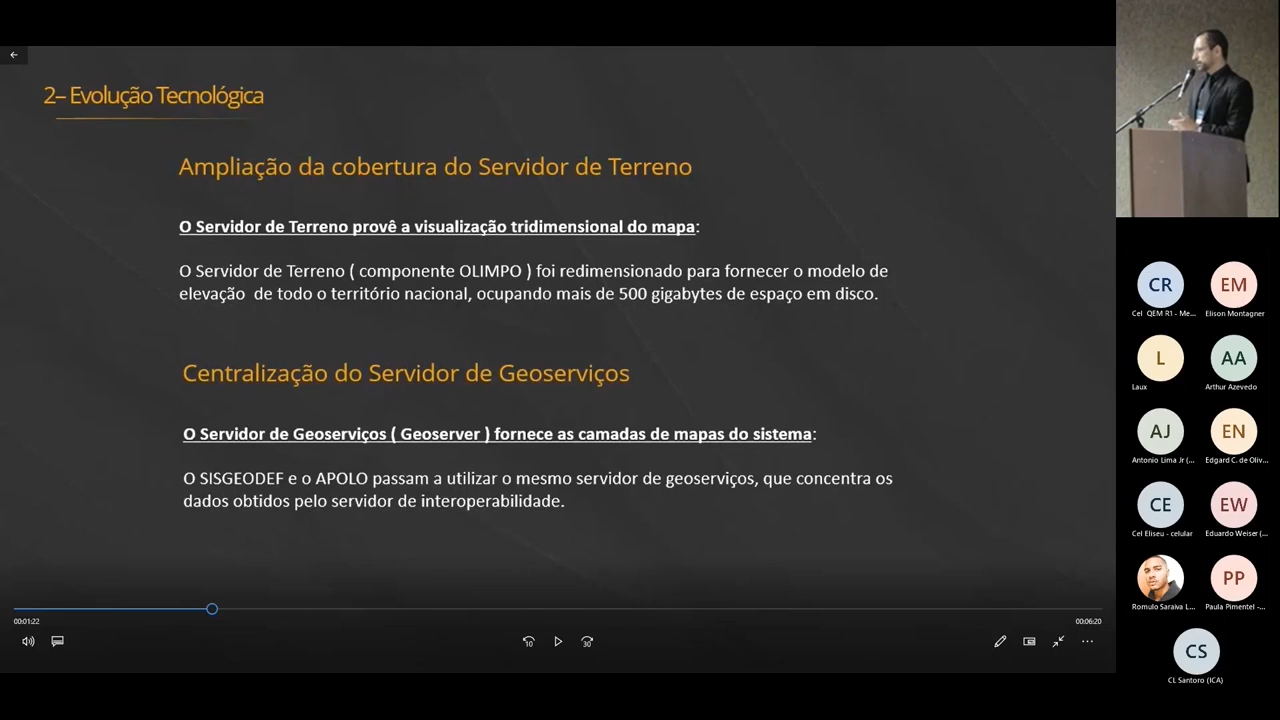 2– Evolução Tecnológica
Ampliação da cobertura do Servidor de Terreno
O Servidor de Terreno provê a visualização tridimensional do mapa:
O Servidor de Terreno ( componente OLIMPO ) foi redimensionado para fornecer o modelo de
elevação de todo o território nacional, ocupando mais de 500 gigabytes de espaço em disco.
Centralização do Servidor de Geoserviços
O Servidor de Geoserviços ( Geoserver ) fornece as camadas de mapas do sistema:
O SISGEODEF e o APOLO passam a utilizar o mesmo servidor de geoserviços, que concentra os
dados obtidos pelo servidor de interoperabilidade.
00:01:22
00:06:20
10
30
CR
EM
Cel QEM R1 - Me...
Elison Montagner
L
AA
Laux
Arthur Azevedo
AJ
EN
Antonio Lima Jr (...
Edgard C. de Oliv...
CE
EW
Cel Eliseu - celular
Eduardo Weiser (...
PP
Romulo Saraiva L...
Paula Pimentel -...
CS
CL Santoro (ICA)